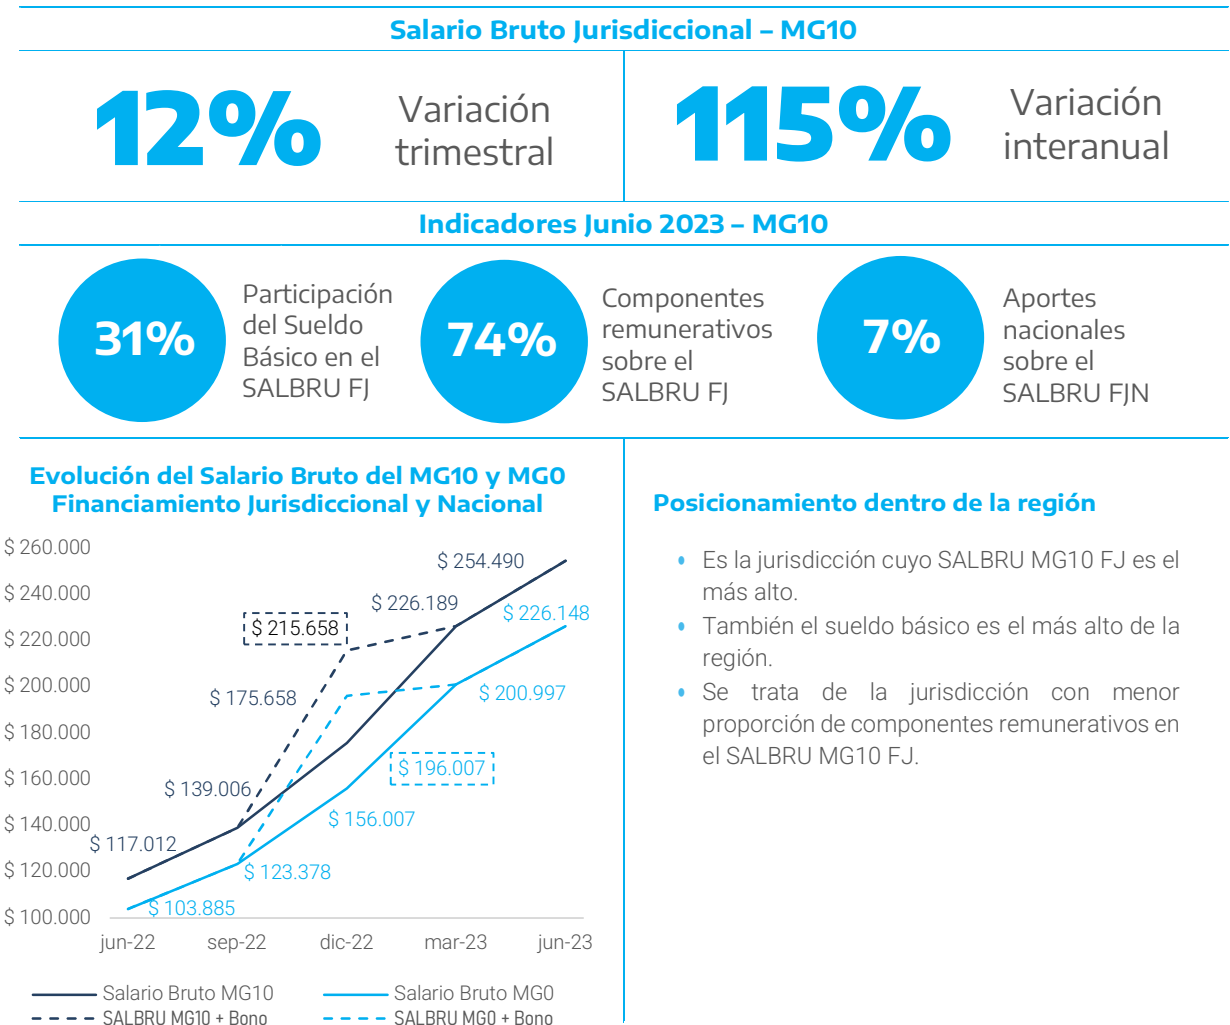 Salario Bruto Jurisdiccional – MG10
12%
Variación
trimestral
115%
Variación
interanual
Indicadores Junio 2023 – MG10
31%
Participación
del Sueldo
Básico en el
SALBRU FJ
74%
Componentes
remunerativos
sobre el
SALBRU FJ
7%
Aportes
nacionales
sobre el
SALBRU FJN
Evolución del Salario Bruto del MG10 y MG0
Financiamiento Jurisdiccional y Nacional
$ 260.000
$ 240.000
$ 220.000
$ 200.000
$ 180.000
$ 160.000
$ 140.000
$ 120.000
$ 100.000
$ 254.490
$ 226.189
$ 226.148
$ 215.658
$ 175.658
$ 200.997
$ 196.007
$ 139.006
$ 156.007
$ 117.012
$ 123.378
$ 103.885
jun-22 sep-22 dic-22 mar-23 jun-23
Salario Bruto MG10 Salario Bruto MG0
SALBRU MG10 + Bono SALBRU MG0 + Bono
Posicionamiento dentro de la región
• Es la jurisdicción cuyo SALBRU MG10 FJ es el
más alto.
• También el sueldo básico es el más alto de la
región.
• Se trata de la jurisdicción con menor
proporción de componentes remunerativos en
el SALBRU MG10 FJ.